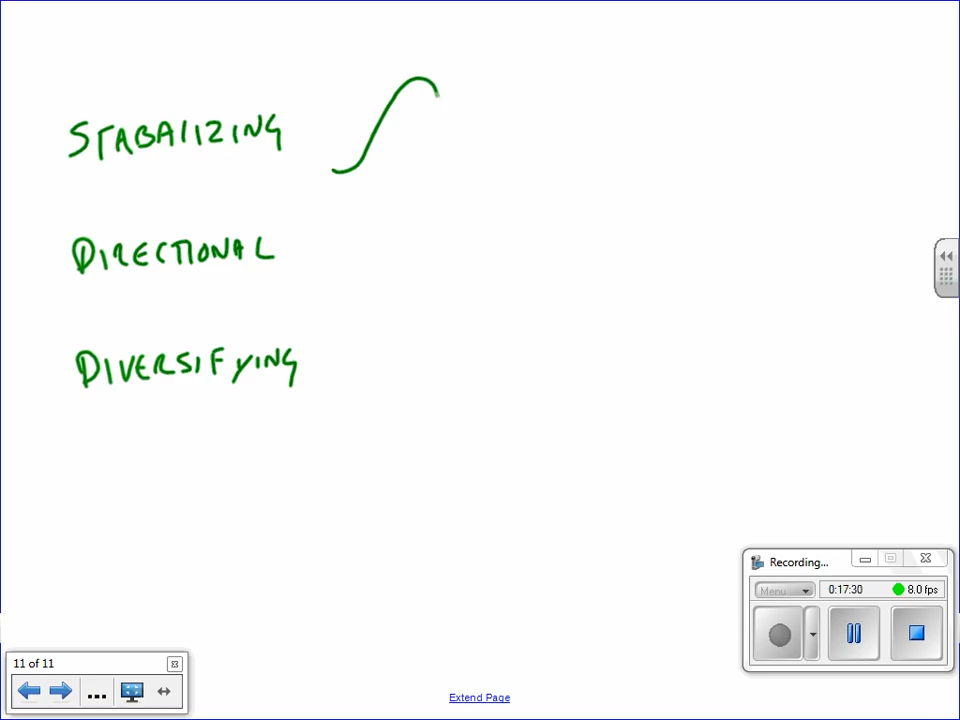 STABALIZING
DIRECTIONAL
DIVERSIFYING
Recording...
Menu
0:17:30
8.0 fps
11 of 11
...
Extend Page